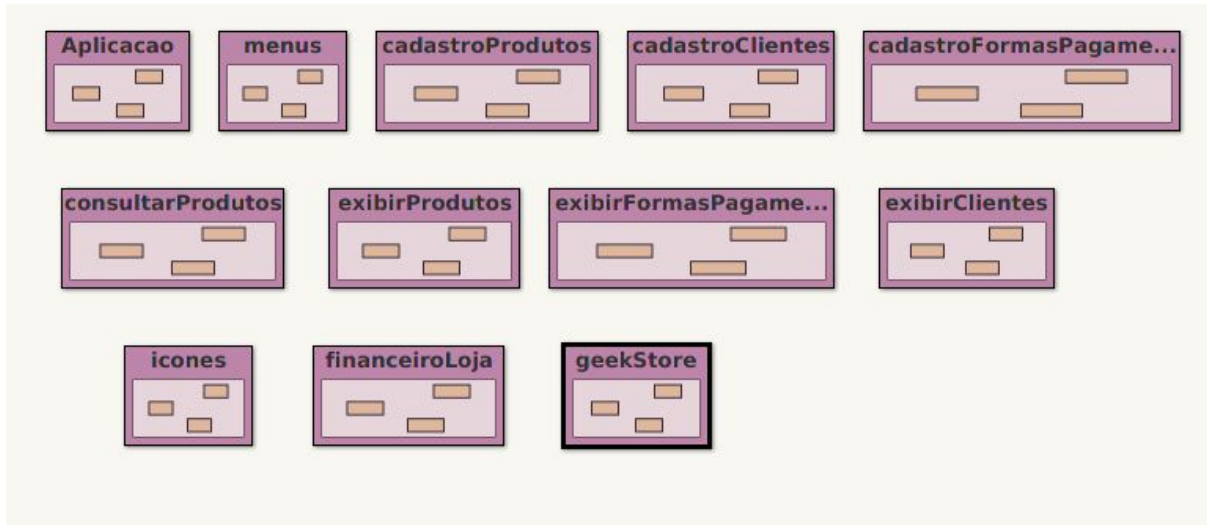 Aplicacao
menus
cadastroProdutos
cadastroClientes
cadastroFormasPagame...
consultarProdutos
exibirProdutos
exibirFormasPagame...
exibirClientes
icones
financeiroLoja
geekStore